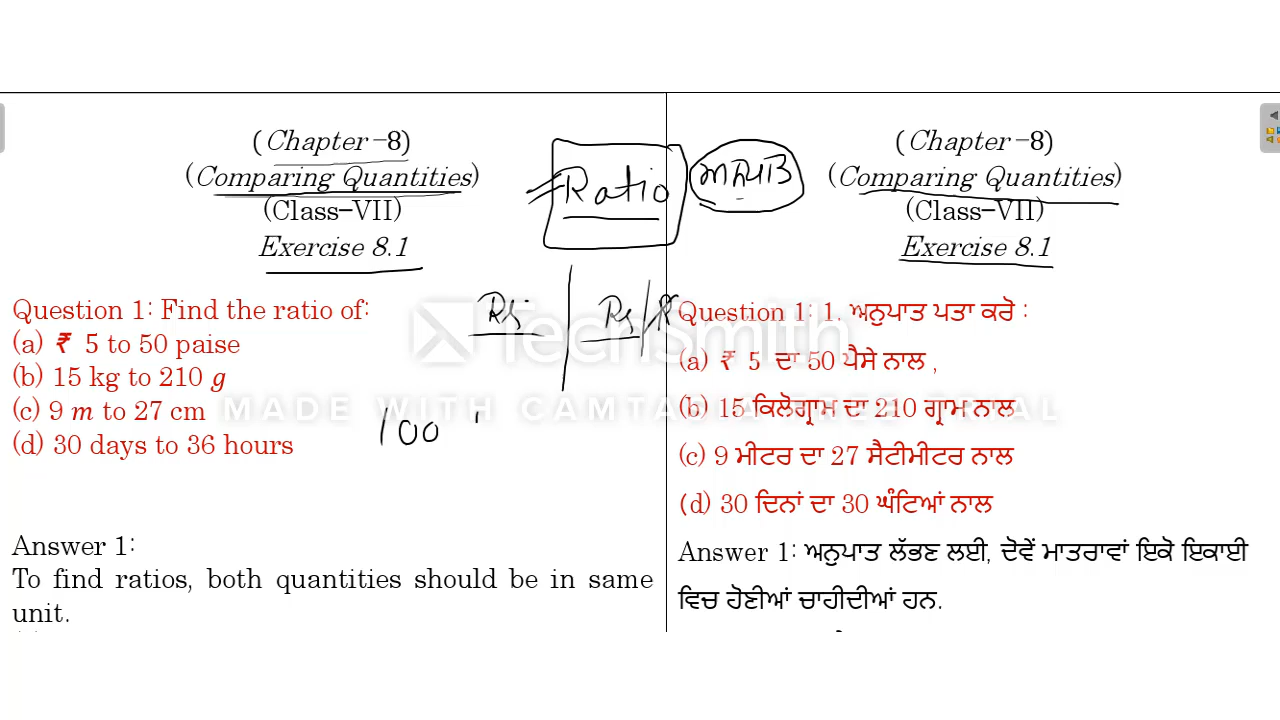 (Chapter-8)
(Comparing Quantities)
(Class-VII)
Exercise 8.1
Ratio
ਅਨੁਪਾਤ
Rs
Rs
100
Question 1: Find the ratio of:
(a) ₹ 5 to 50 paise
(b) 15 kg to 210 g
(c) 9 m to 27 cm
(d) 30 days to 36 hours
Answer 1:
To find ratios, both quantities should be in same
unit.
(Chapter-8)
(Comparing Quantities)
(Class-VII)
Exercise 8.1
Question 1: 1. ਅਨੁਪਾਤ ਪਤਾ ਕਰੋ :
(a) ₹ 5 ਦਾ 50 ਪੈਸੇ ਨਾਲ ,
(b) 15 ਕਿਲੋਗ੍ਰਾਮ ਦਾ 210 ਗ੍ਰਾਮ ਨਾਲ
(c) 9 ਮੀਟਰ ਦਾ 27 ਸੈਟੀਮੀਟਰ ਨਾਲ
(d) 30 ਦਿਨਾਂ ਦਾ 30 ਘੰਟਿਆਂ ਨਾਲ
Answer 1: ਅਨੁਪਾਤ ਲੱਭਣ ਲਈ, ਦੋਵੇਂ ਮਾਤਰਾਵਾਂ ਇਕੋ ਇਕਾਈ
ਵਿਚ ਹੋਣੀਆਂ ਚਾਹੀਦੀਆਂ ਹਨ.
TechSmith
MADE WITH CAMTASIA FREE TRIAL